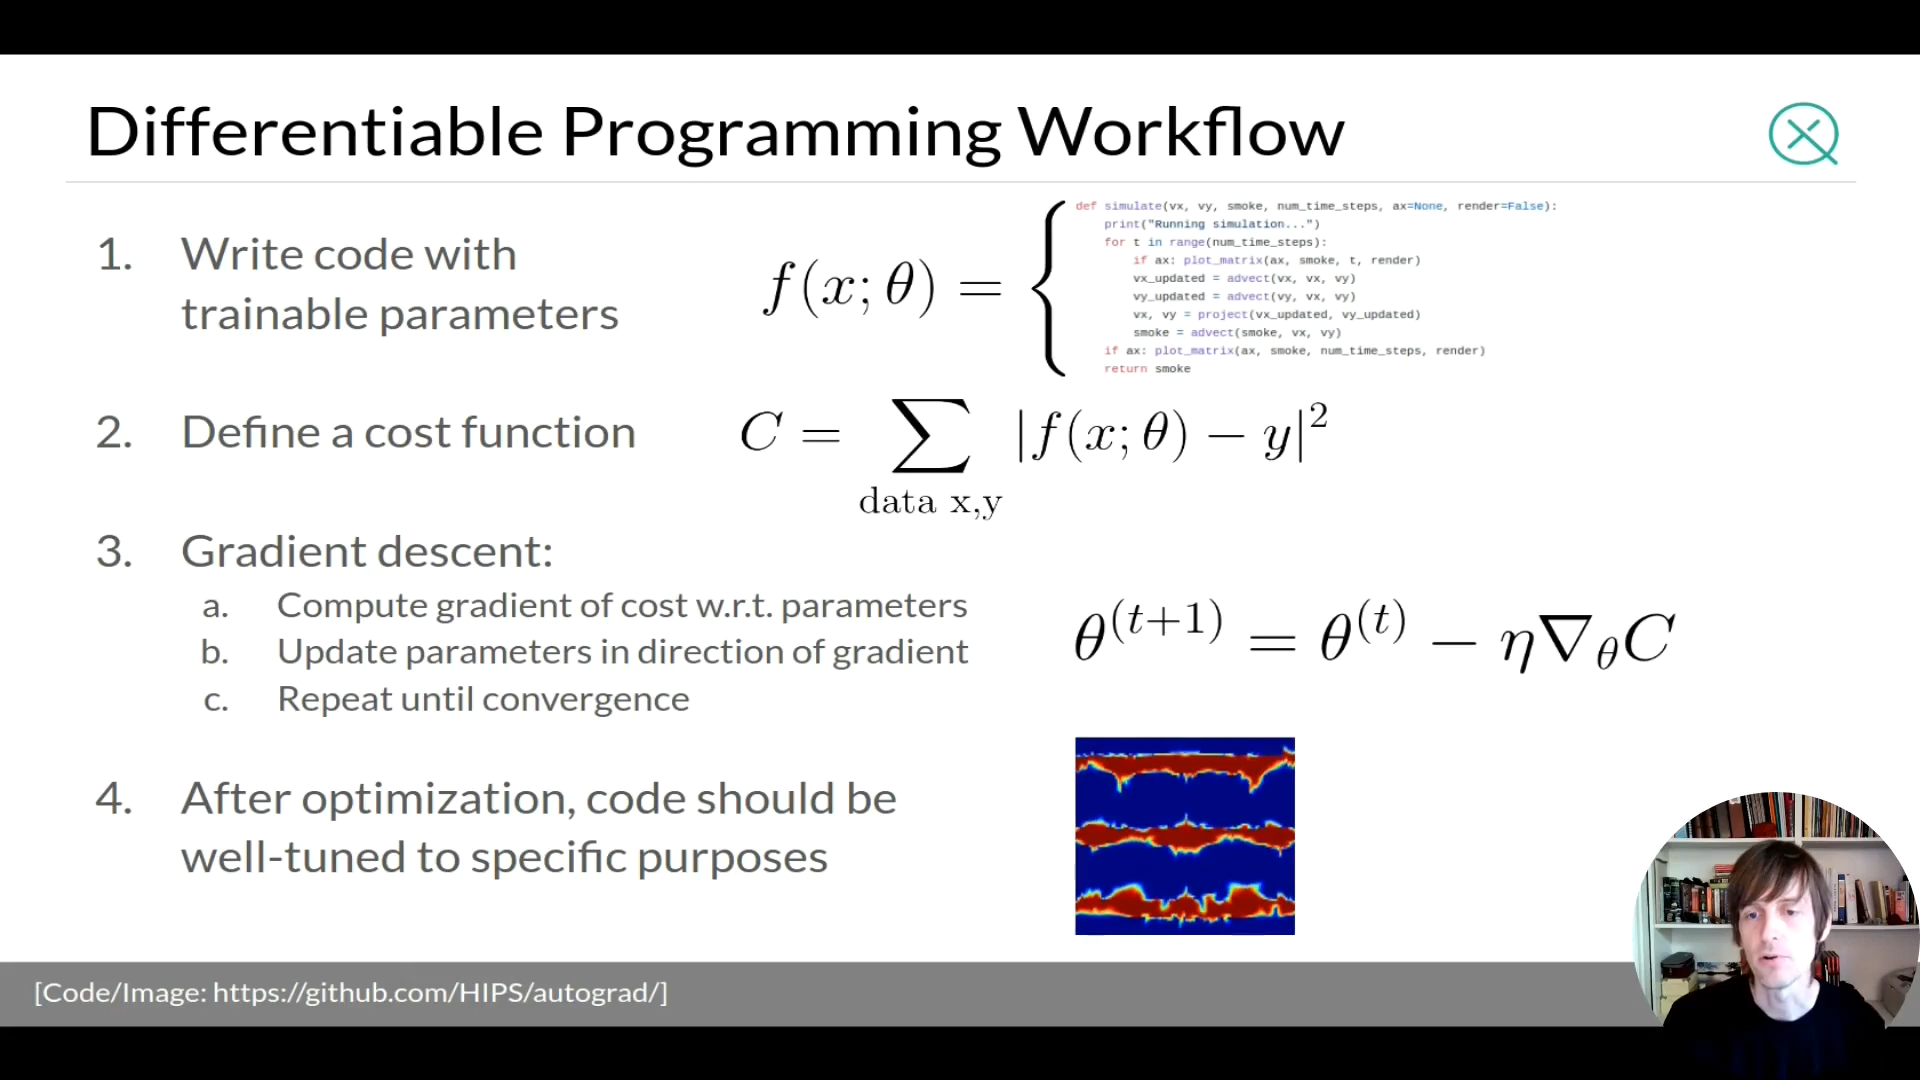 Differentiable Programming Workflow
1. Write code with
trainable parameters
f(x; θ) =
def simulate(vx, vy, smoke, num_time_steps, ax=None, render=False):
print("Running simulation...")
for t in range(num_time_steps):
if ax: plot_matrix(ax, smoke, t, render)
vx_updated = advect(vx, vx, vy)
vy_updated = advect(vy, vx, vy)
vx, vy = project(vx_updated, vy_updated)
smoke = advect(smoke, vx, vy)
if ax: plot_matrix(ax, smoke, num_time_steps, render)
return smoke
2. Define a cost function
C = ∑ |f(x; θ) − y|²
data x,y
3. Gradient descent:
a. Compute gradient of cost w.r.t. parameters
b. Update parameters in direction of gradient
c. Repeat until convergence
θ^(t+1) = θ^(t) − η∇_θC
4. After optimization, code should be
well-tuned to specific purposes
[Code/Image: https://github.com/HIPS/autograd/]